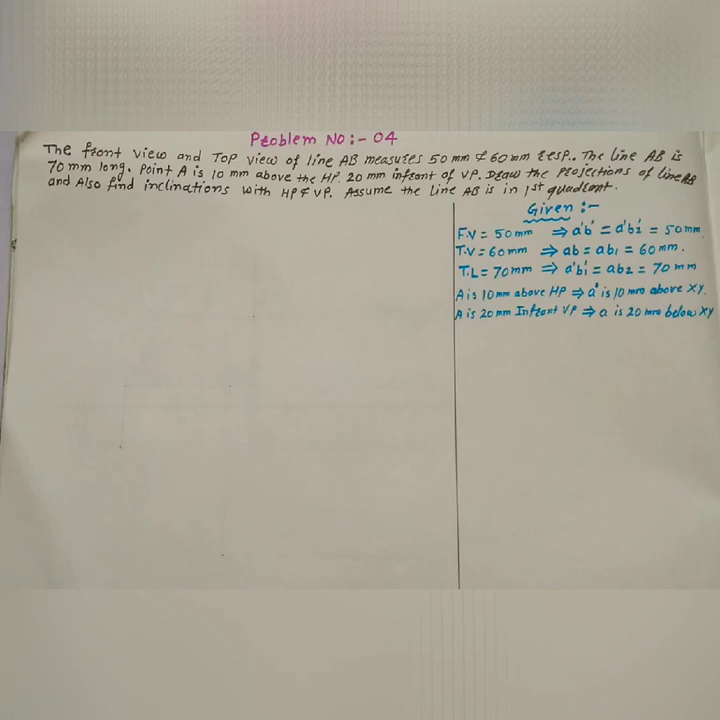 Problem NO:- 04
The front view and Top view of line AB measures 50 mm & 60 mm resp.. The line AB is
70 mm long. Point A is 10 mm above the HP. 20 mm infront of VP. Draw the Projections of line AB
and Also find inclinations with HP & VP. Assume the line AB is in 1st quadrent.
Given :-
F.V = 50 mm ⇒ a'b' = a'b2' = 50 mm.
T.V = 60 mm ⇒ ab = ab1 = 60 mm.
T.L = 70 mm ⇒ a'b1' = ab2 = 70 mm
A is 10 mm above HP ⇒ a' is 10 mm above XY.
A is 20 mm Infront VP ⇒ a is 20 mm below XY